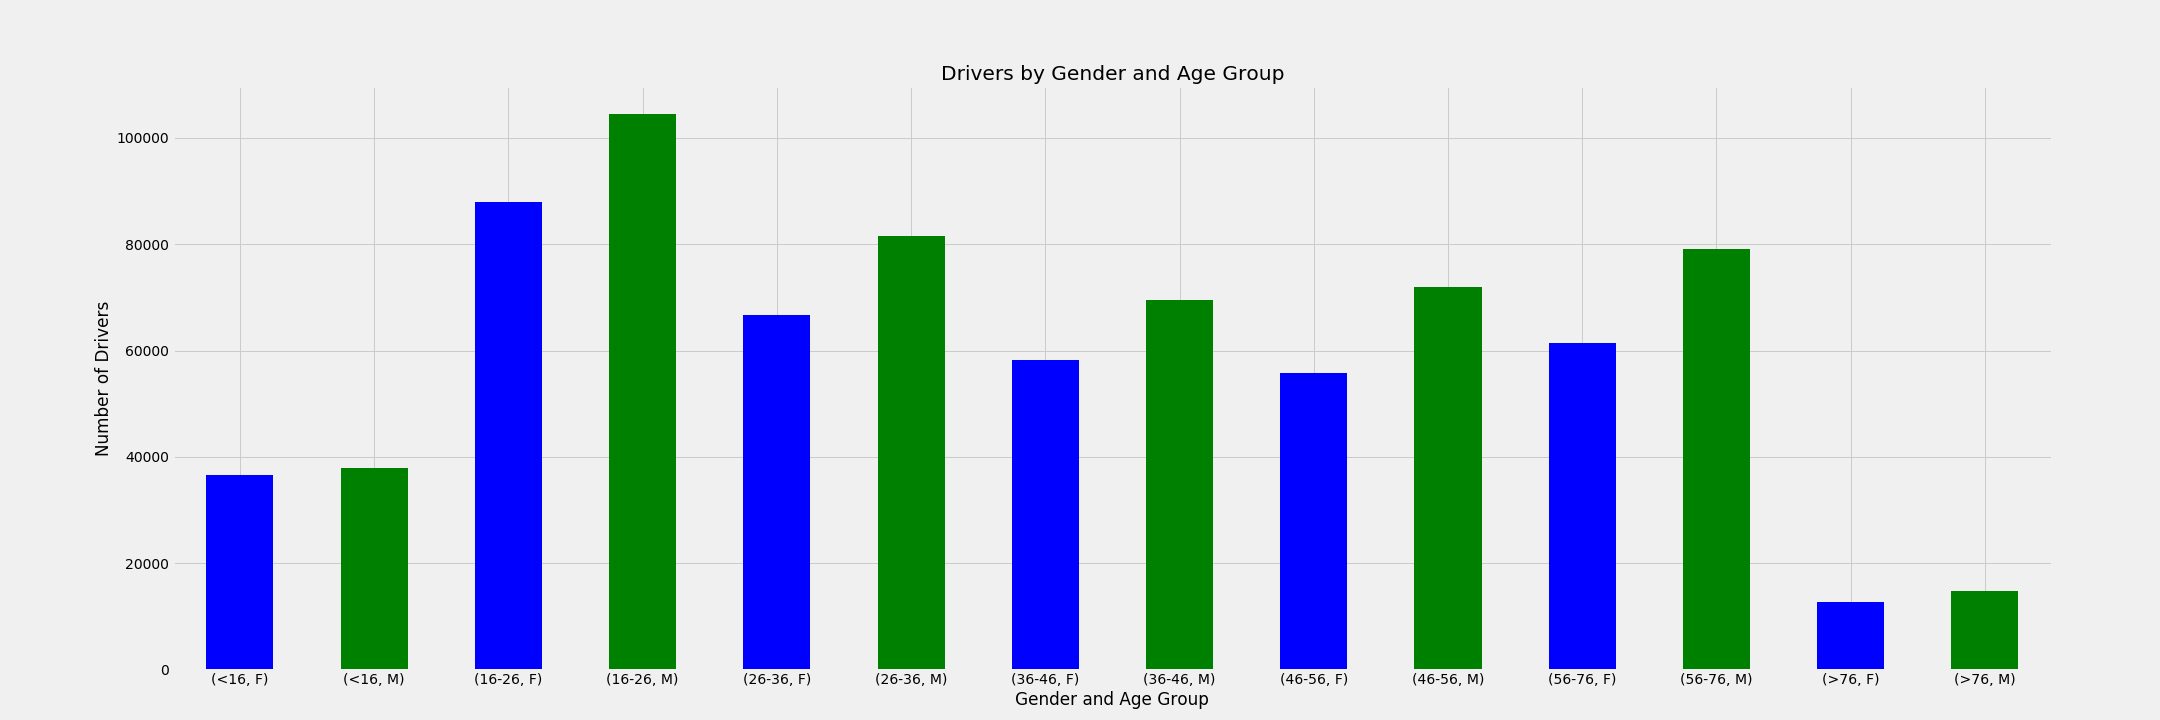 Drivers by Gender and Age Group
Number of Drivers
100000
80000
60000
40000
20000
0
(<16, F) (<16, M) (16-26, F) (16-26, M) (26-36, F) (26-36, M) (36-46, F) (36-46, M) (46-56, F) (46-56, M) (56-76, F) (56-76, M) (>76, F) (>76, M)
Gender and Age Group